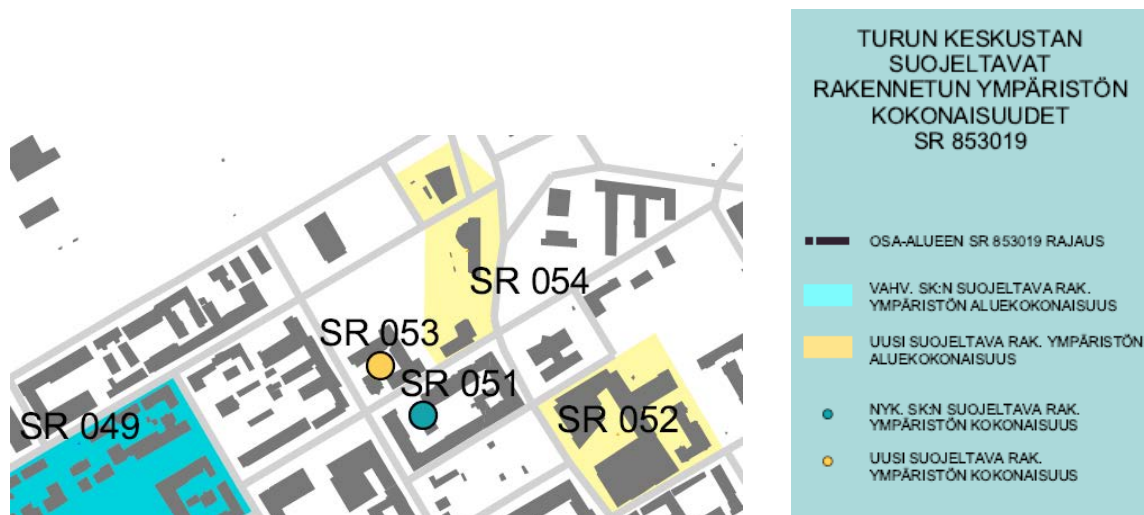 TURUN KESKUSTAN
SUOJELTAVAT
RAKENNETUN YMPÄRISTÖN
KOKONAISUUDET
SR 853019
OSA-ALUEEN SR 853019 RAJAUS
VAHV. SK:N SUOJELTAVA RAK.
YMPÄRISTÖN ALUEKOKONAISUUS
UUSI SUOJELTAVA RAK. YMPÄRISTÖN
ALUEKOKONAISUUS
NYK. SK:N SUOJELTAVA RAK.
YMPÄRISTÖN KOKONAISUUS
UUSI SUOJELTAVA RAK.
YMPÄRISTÖN KOKONAISUUS
SR 054
SR 053
SR 051
SR 049
SR 052